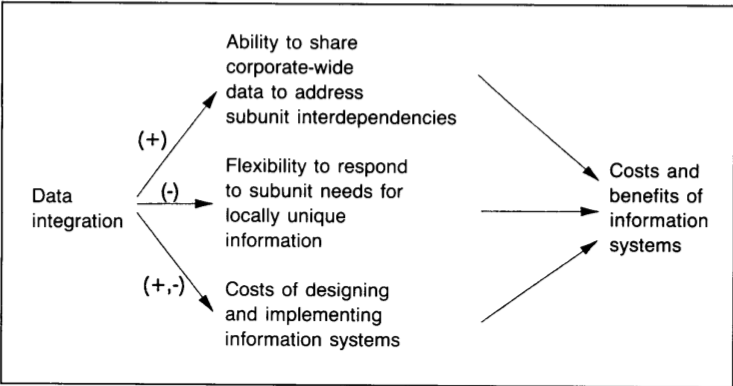 Ability to share
corporate-wide
data to address
subunit interdependencies
(+)
Flexibility to respond
to subunit needs for
locally unique
information
(-)
Data
integration
Costs and
benefits of
information
systems
(+,-)
Costs of designing
and implementing
information systems